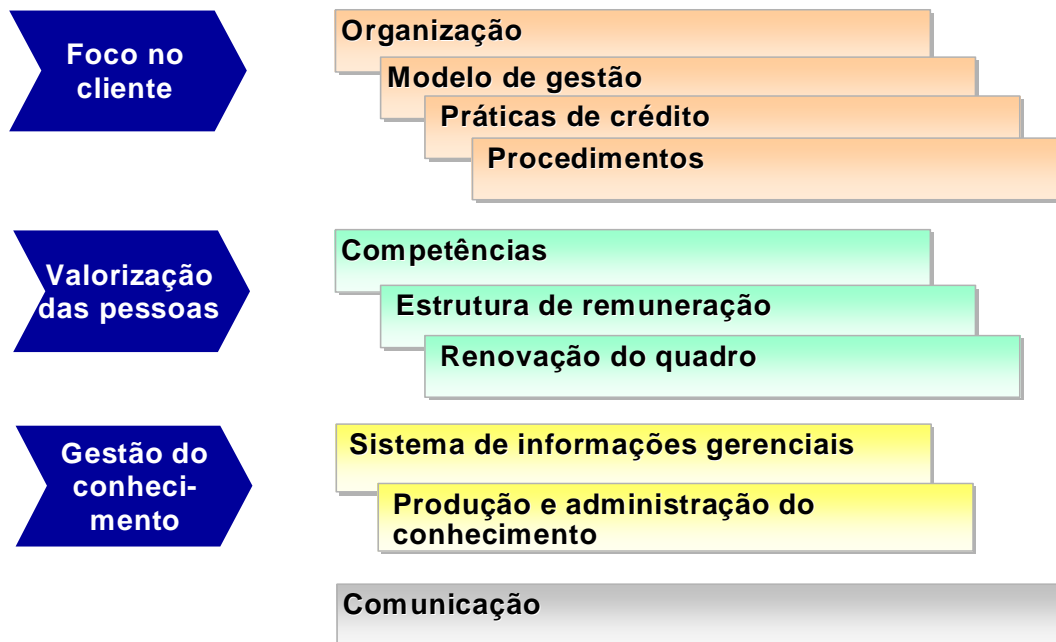 Foco no
cliente
Organização
Modelo de gestão
Práticas de crédito
Procedimentos
Valorização
das pessoas
Competências
Estrutura de remuneração
Renovação do quadro
Gestão do
conheci-
mento
Sistema de informações gerenciais
Produção e administração do
conhecimento
Comunicação